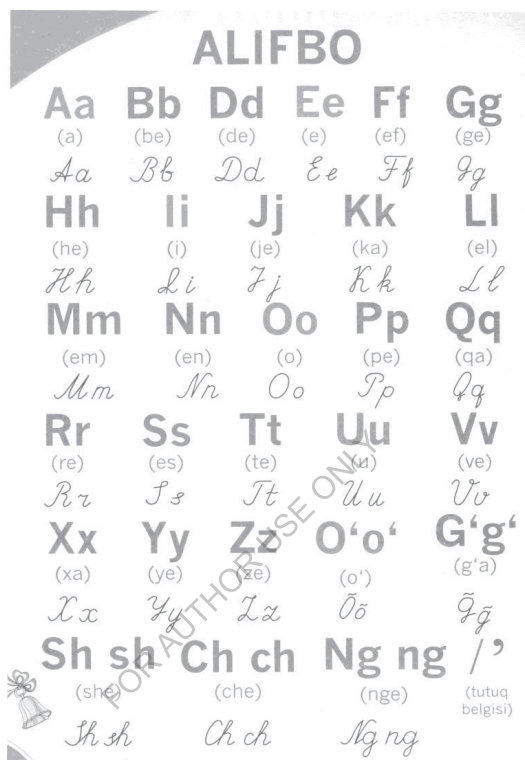 ALIFBO
Aa Bb Dd Ee Ff Gg
(a) (be) (de) (e) (ef) (ge)
Aa Bb Dd Ee Ff Gg
Hh Ii Jj Kk Ll
(he) (i) (je) (ka) (el)
Hh Ii Jj Kk Ll
Mm Nn Oo Pp Qq
(em) (en) (o) (pe) (qa)
Mm Nn Oo Pp Qq
Rr Ss Tt Uu Vv
(re) (es) (te) (u) (ve)
Rr Ss Tt Uu Vv
Xx Yy Zz O‘o‘ G‘g‘
(xa) (ye) (ze) (o‘) (g‘a)
Xx Yy Zz Õõ G̃g̃
Sh sh Ch ch Ng ng /’
(she) (che) (nge) (tutuq
belgisi)
Sh sh Ch ch Ng ng
FOR AUTHOR USE ONLY